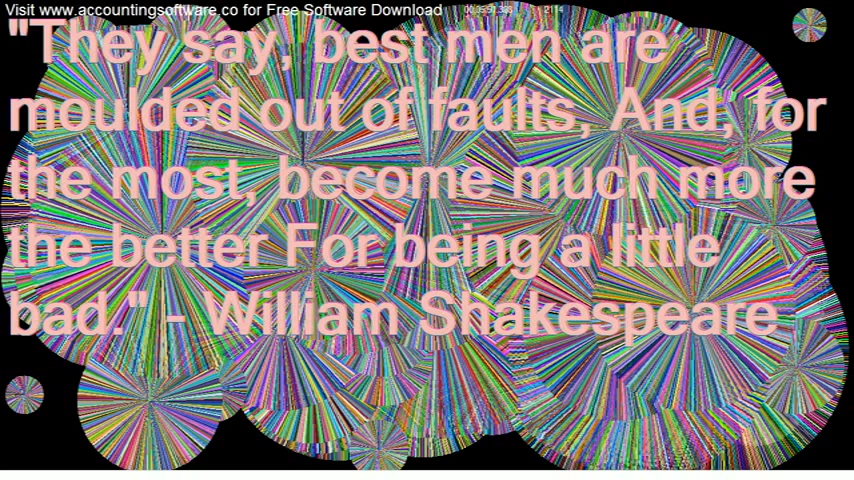 Visit www.accountingsoftware.co for Free Software Download
"They say, best men are
moulded out of faults, And, for
the most, become much more
the better For being a little
bad." - William Shakespeare